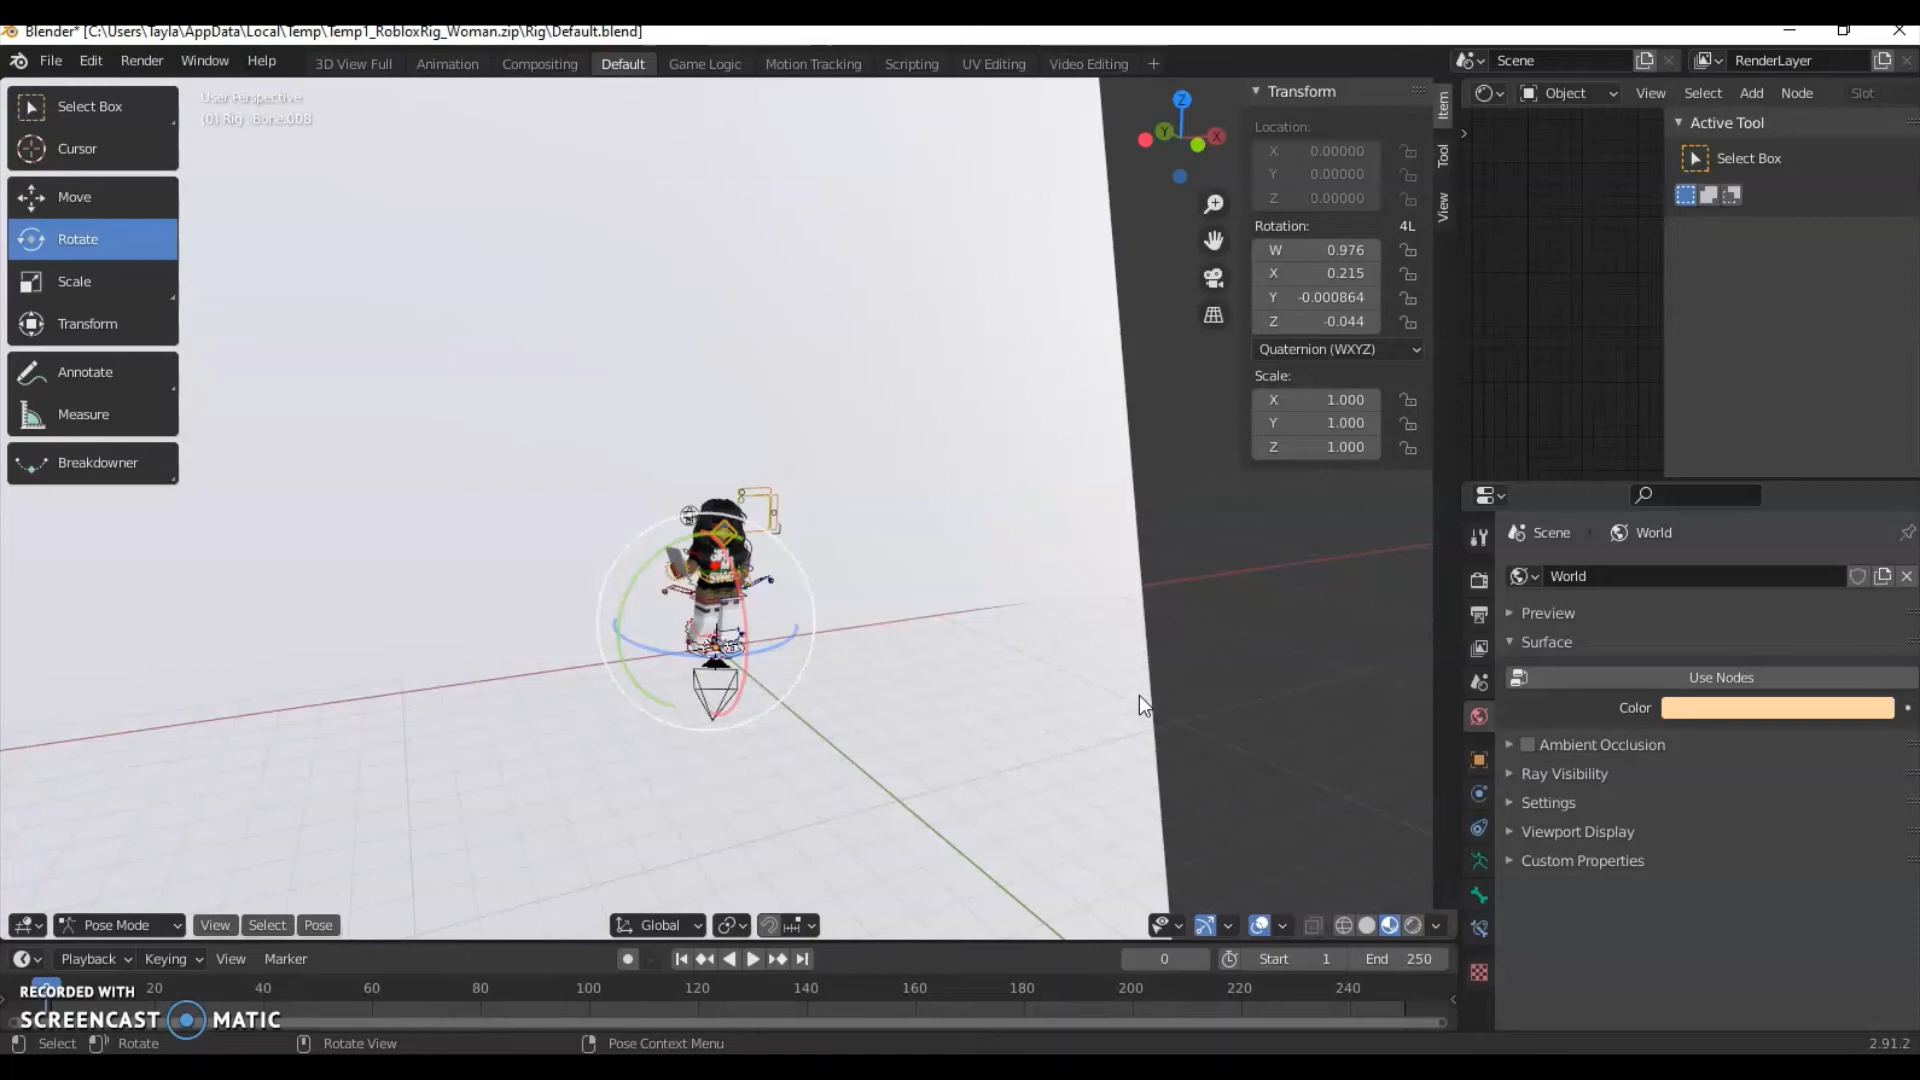 Blender* [C:\Users\Tayla\AppData\Local\Temp\Temp1_RobloxRig_Woman.zip\Rig\Default.blend]
File Edit Render Window Help 3D View Full Animation Compositing Default Game Logic Motion Tracking Scripting UV Editing Video Editing + Scene RenderLayer
Object View Select Add Node Slot
User Perspective
(0) Rig : Bone.008
Select Box
Cursor
Move
Rotate
Scale
Transform
Annotate
Measure
Breakdowner
Z
Y
X
Transform
Location:
X 0.00000
Y 0.00000
Z 0.00000
Rotation: 4L
W 0.976
X 0.215
Y -0.000864
Z -0.044
Quaternion (WXYZ)
Scale:
X 1.000
Y 1.000
Z 1.000
Item
Tool
View
Active Tool
Select Box
Scene World
World
Preview
Surface
Use Nodes
Color
Ambient Occlusion
Ray Visibility
Settings
Viewport Display
Custom Properties
Pose Mode View Select Pose Global
Playback Keying View Marker 0 Start 1 End 250
20 40 60 80 100 120 140 160 180 200 220 240
RECORDED WITH
SCREENCAST MATIC
Select Rotate Rotate View Pose Context Menu 2.91.2